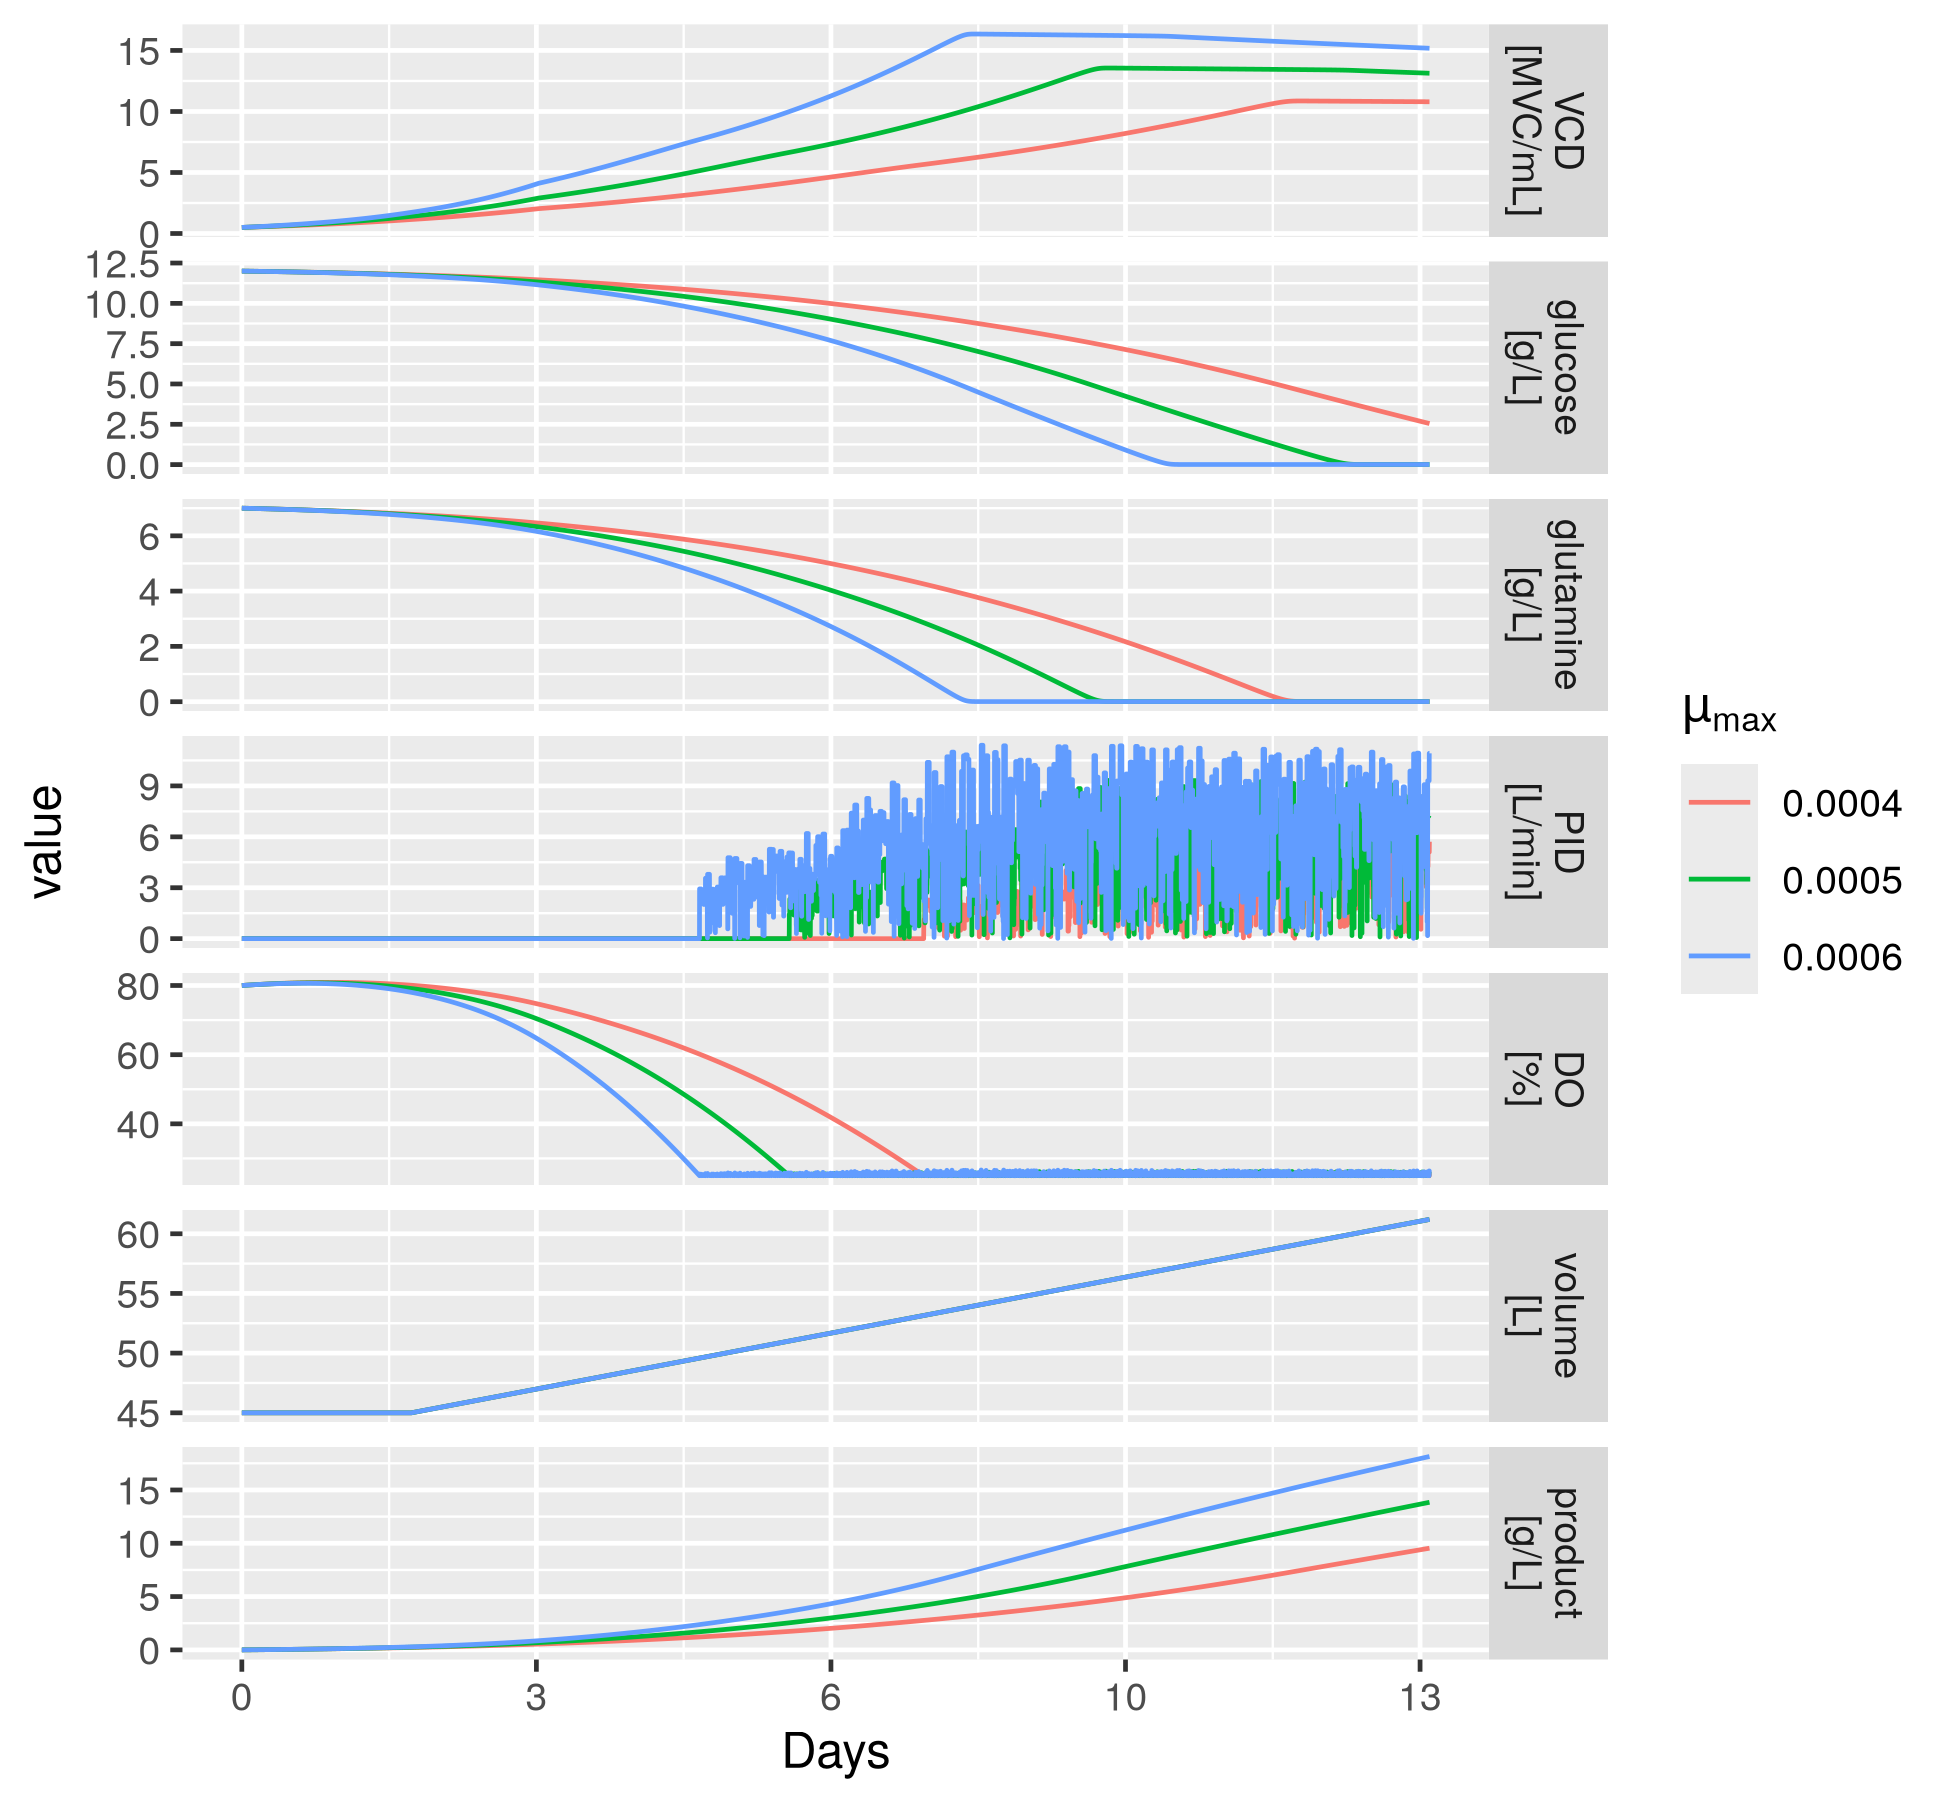 15
10
5
0
VCD
[MVC/mL]
12.5
10.0
7.5
5.0
2.5
0.0
glucose
[g/L]
6
4
2
0
glutamine
[g/L]
9
6
3
0
PID
[L/min]
80
60
40
DO
[%]
60
55
50
45
volume
[L]
15
10
5
0
product
[g/L]
0 3 6 10 13
Days
value
μmax
0.0004
0.0005
0.0006